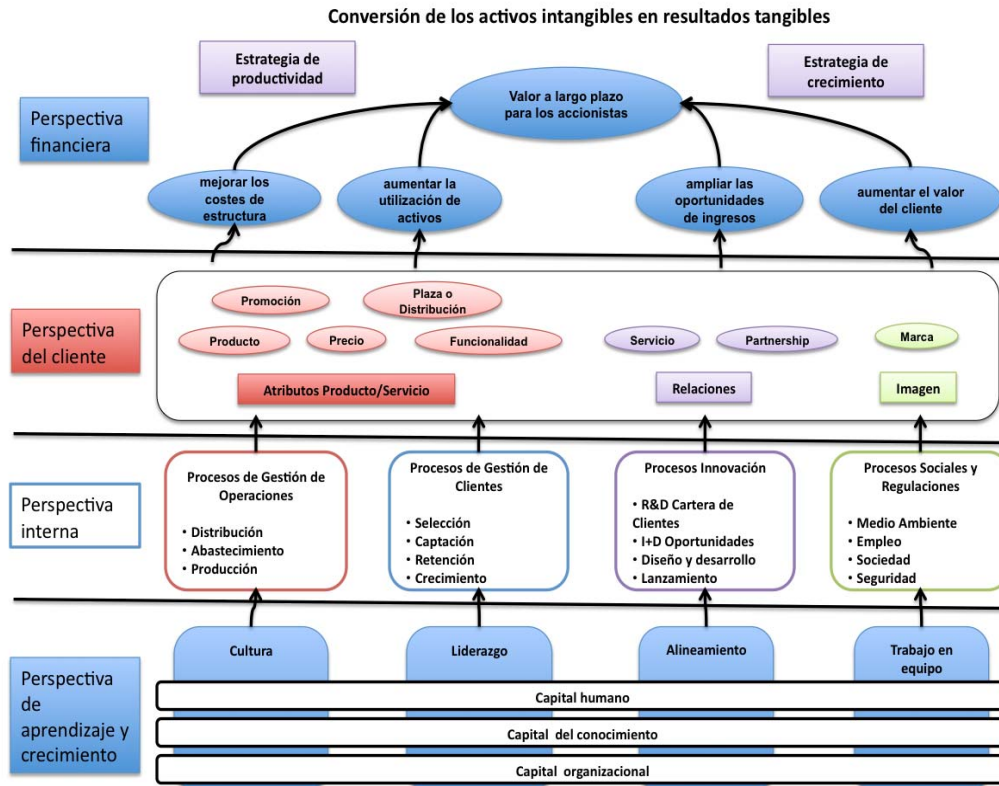 Conversión de los activos intangibles en resultados tangibles
Estrategia de
productividad
Estrategia de
crecimiento
Valor a largo plazo
para los accionistas
Perspectiva
financiera
mejorar los
costes de
estructura
aumentar la
utilización de
activos
ampliar las
oportunidades
de ingresos
aumentar el valor
del cliente
Perspectiva
del cliente
Promoción
Plaza o
Distribución
Producto
Precio
Funcionalidad
Servicio
Partnership
Marca
Atributos Producto/Servicio
Relaciones
Imagen
Perspectiva
interna
Procesos de Gestión de
Operaciones
• Distribución
• Abastecimiento
• Producción
Procesos de Gestión de
Clientes
• Selección
• Captación
• Retención
• Crecimiento
Procesos Innovación
• R&D Cartera de
Clientes
• I+D Oportunidades
• Diseño y desarrollo
• Lanzamiento
Procesos Sociales y
Regulaciones
• Medio Ambiente
• Empleo
• Sociedad
• Seguridad
Perspectiva
de
aprendizaje y
crecimiento
Cultura
Liderazgo
Alineamiento
Trabajo en
equipo
Capital humano
Capital del conocimiento
Capital organizacional